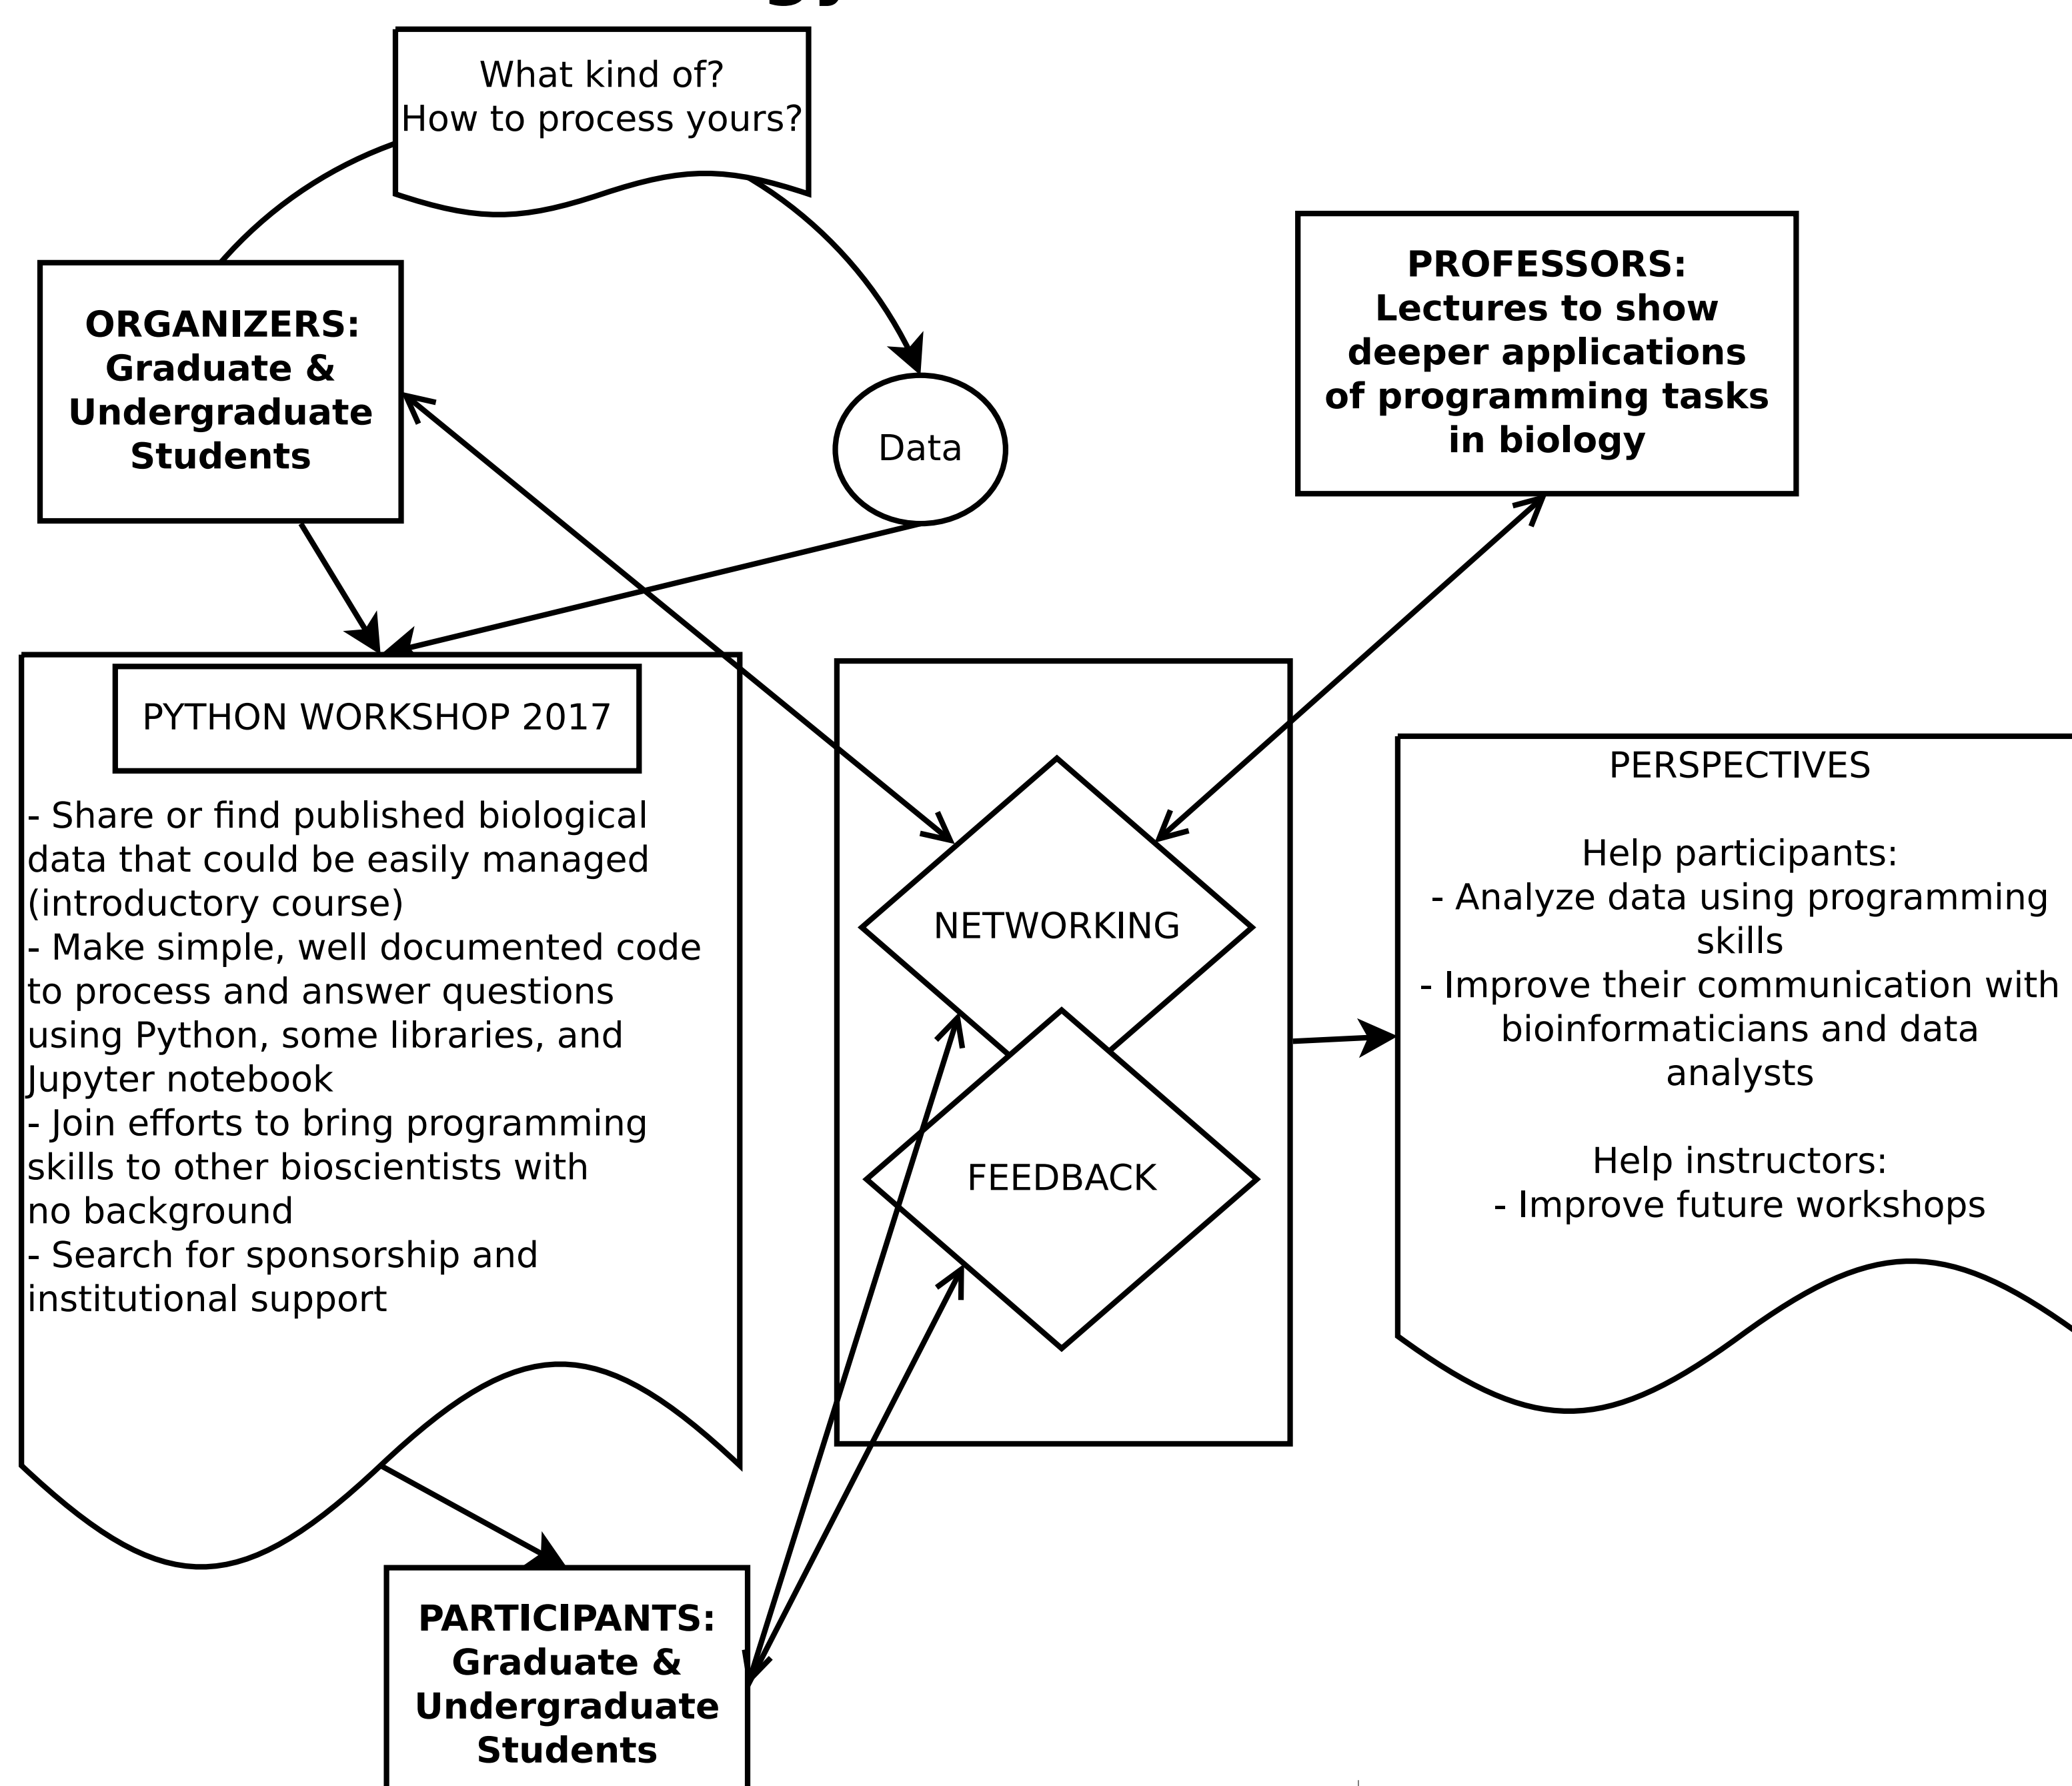 What kind of?
How to process yours?
ORGANIZERS:
Graduate &
Undergraduate
Students
Data
PROFESSORS:
Lectures to show
deeper applications
of programming tasks
in biology
PYTHON WORKSHOP 2017
- Share or find published biological
data that could be easily managed
(introductory course)
- Make simple, well documented code
to process and answer questions
using Python, some libraries, and
Jupyter notebook
- Join efforts to bring programming
skills to other bioscientists with
no background
- Search for sponsorship and
institutional support
NETWORKING
FEEDBACK
PERSPECTIVES
Help participants:
- Analyze data using programming
skills
- Improve their communication with
bioinformaticians and data
analysts
Help instructors:
- Improve future workshops
PARTICIPANTS:
Graduate &
Undergraduate
Students